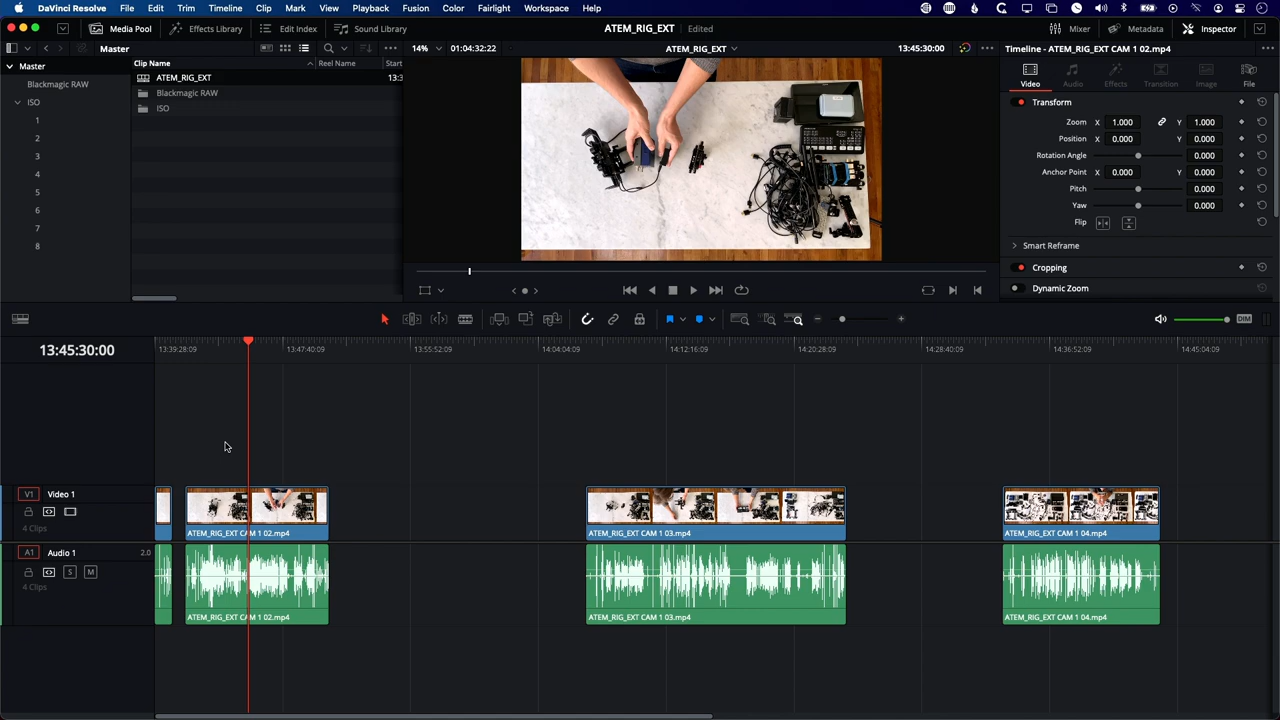 DaVinci Resolve File Edit Trim Timeline Clip Mark View Playback Fusion Color Fairlight Workspace Help
Media Pool Effects Library Edit Index Sound Library ATEM_RIG_EXT Edited Mixer Metadata Inspector
Master 14% 01:04:32:22 ATEM_RIG_EXT 13:45:30:00 Timeline - ATEM_RIG_EXT CAM 1 02.mp4
Master Clip Name Reel Name Start
Video Audio Effects Transition Image File
ATEM_RIG_EXT 13:3
Blackmagic RAW Blackmagic RAW
ISO ISO
1
2
3
4
5
6
7
8
Transform
Zoom X 1.000 Y 1.000
Position X 0.000 Y 0.000
Rotation Angle 0.000
Anchor Point X 0.000 Y 0.000
Pitch 0.000
Yaw 0.000
Flip
Smart Reframe
Cropping
Dynamic Zoom
DIM
13:45:30:00
13:39:28:09 13:47:40:09 13:55:52:09 14:04:04:09 14:12:16:09 14:20:28:09 14:28:40:09 14:36:52:09 14:45:04:09
V1 Video 1
4 Clips
ATEM_RIG_EXT CAM 1 02.mp4 ATEM_RIG_EXT CAM 1 03.mp4 ATEM_RIG_EXT CAM 1 04.mp4
A1 Audio 1 2.0
S M
4 Clips
ATEM_RIG_EXT CAM 1 02.mp4 ATEM_RIG_EXT CAM 1 03.mp4 ATEM_RIG_EXT CAM 1 04.mp4